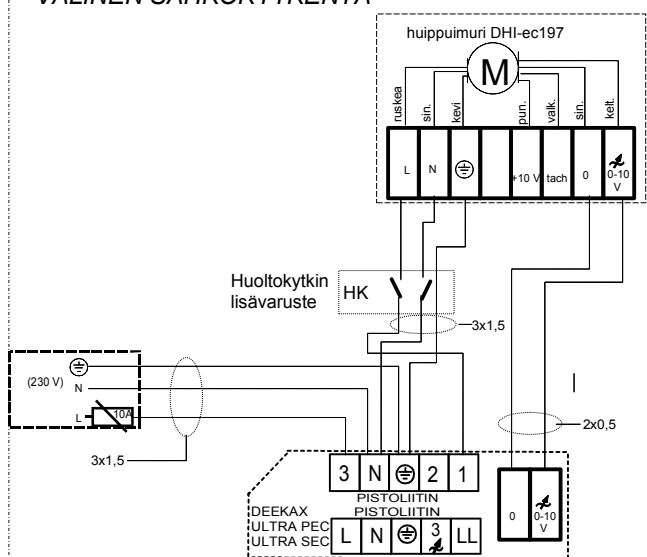 VÄLINEN SÄHKÖKYTKENTÄ
huippuimuri DHI-ec197
M
ruskea
sin.
kevi
pun.
valk.
sin.
kelt.
L
N
+10 V
tach
0
0-10
V
Huoltokytkin
lisävaruste
HK
3x1,5
(230 V)
N
L
10A
3x1,5
2x0,5
3 N 2 1
PISTOLIITIN
DEEKAX PISTOLIITIN
ULTRA PEC
ULTRA SEC
L N 3 LL
0
0-10
V